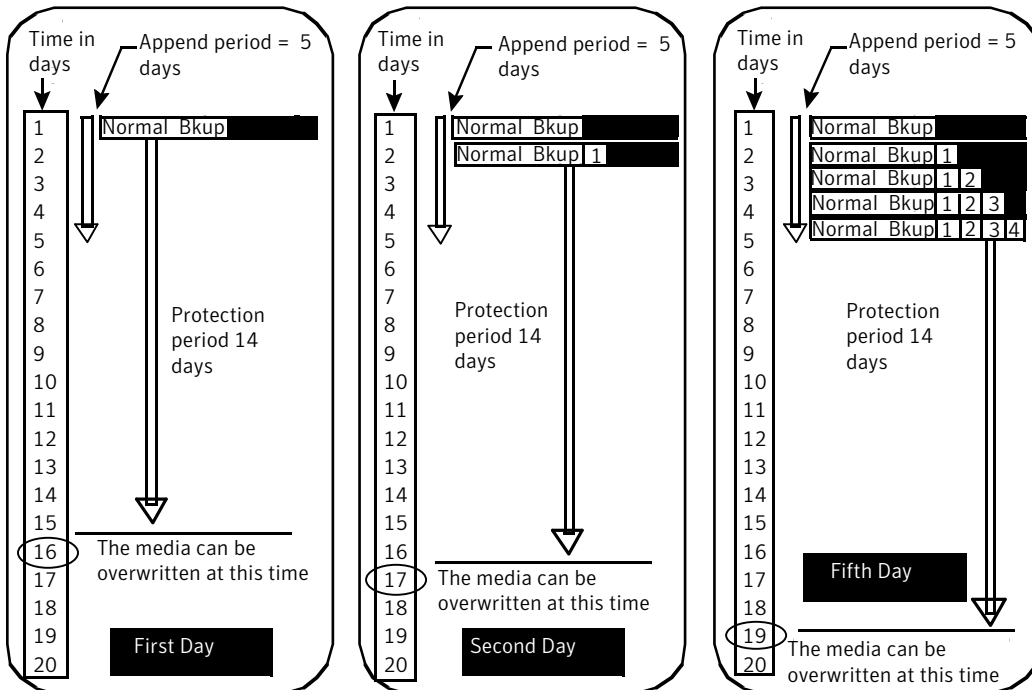 Time in
days
Append period = 5
days
1
2
3
4
5
6
7
8
9
10
11
12
13
14
15
16
17
18
19
20
Normal Bkup
Protection
period 14
days
The media can be
overwritten at this time
First Day
Time in
days
Append period = 5
days
1
2
3
4
5
6
7
8
9
10
11
12
13
14
15
16
17
18
19
20
Normal Bkup
Normal Bkup 1
Protection
period 14
days
The media can be
overwritten at this time
Second Day
Time in
days
Append period = 5
days
1
2
3
4
5
6
7
8
9
10
11
12
13
14
15
16
17
18
19
20
Normal Bkup
Normal Bkup 1
Normal Bkup 1 2
Normal Bkup 1 2 3
Normal Bkup 1 2 3 4
Protection
period 14
days
Fifth Day
The media can be
overwritten at this time